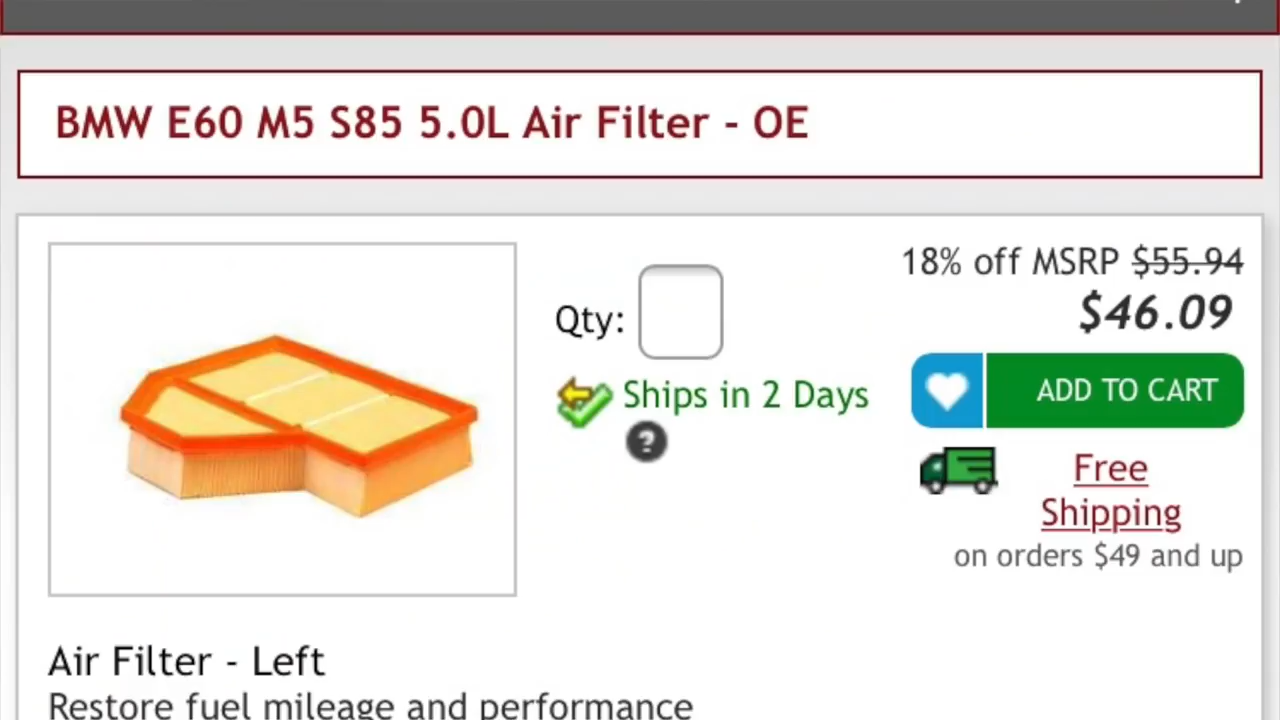 BMW E60 M5 S85 5.0L Air Filter - OE
18% off MSRP $55.94
$46.09
Qty:
ADD TO CART
Ships in 2 Days
?
Free
Shipping
on orders $49 and up
Air Filter - Left
Restore fuel mileage and performance